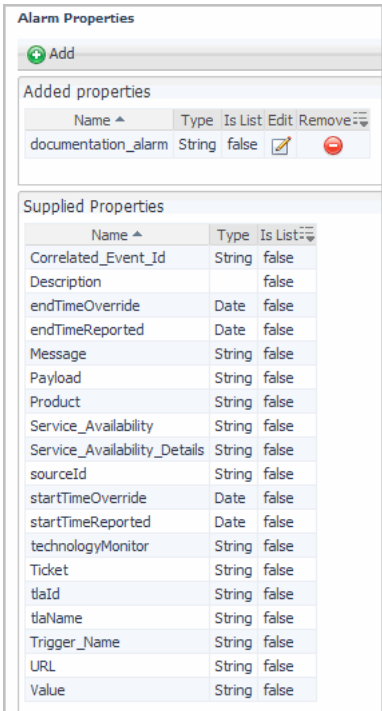 Alarm Properties
Add
Added properties
Name Type Is List Edit Remove
documentation_alarm String false
Supplied Properties
Name Type Is List
Correlated_Event_Id String false
Description false
endTimeOverride Date false
endTimeReported Date false
Message String false
Payload String false
Product String false
Service_Availability String false
Service_Availability_Details String false
sourceId String false
startTimeOverride Date false
startTimeReported Date false
technologyMonitor String false
Ticket String false
tlaId String false
tlaName String false
Trigger_Name String false
URL String false
Value String false